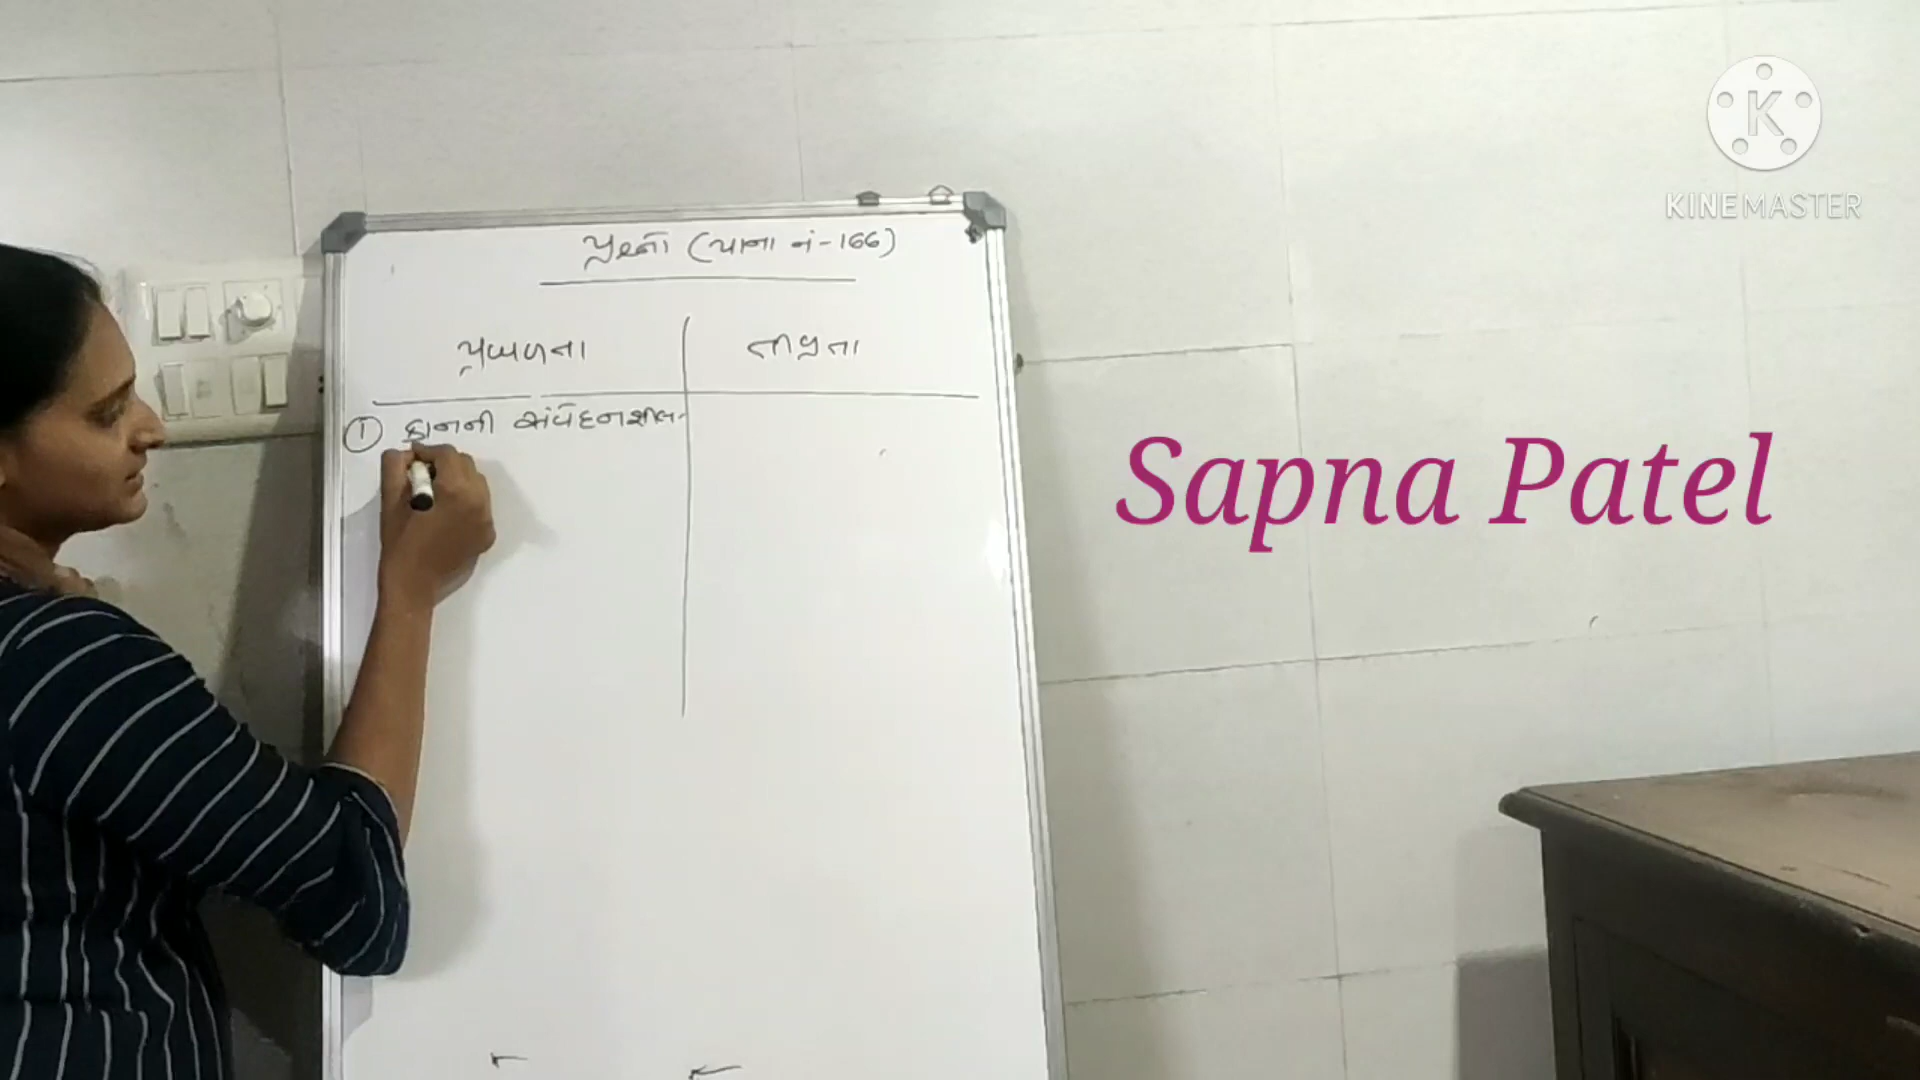 પ્રશ્નો (પાના નં-166)
પ્રબળતા
તીવ્રતા
① કાનની સંવેદનશીલ-
Sapna Patel
K
KINEMASTER